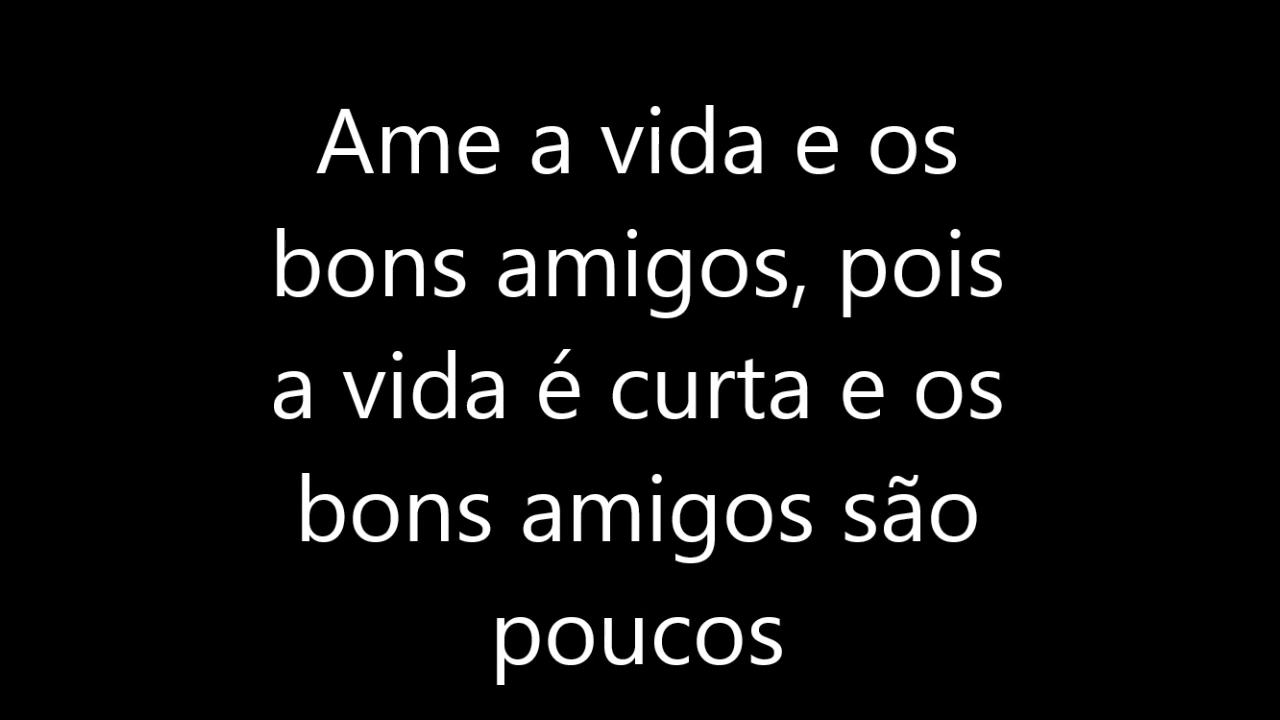 Ame a vida e os
bons amigos, pois
a vida é curta e os
bons amigos são
poucos